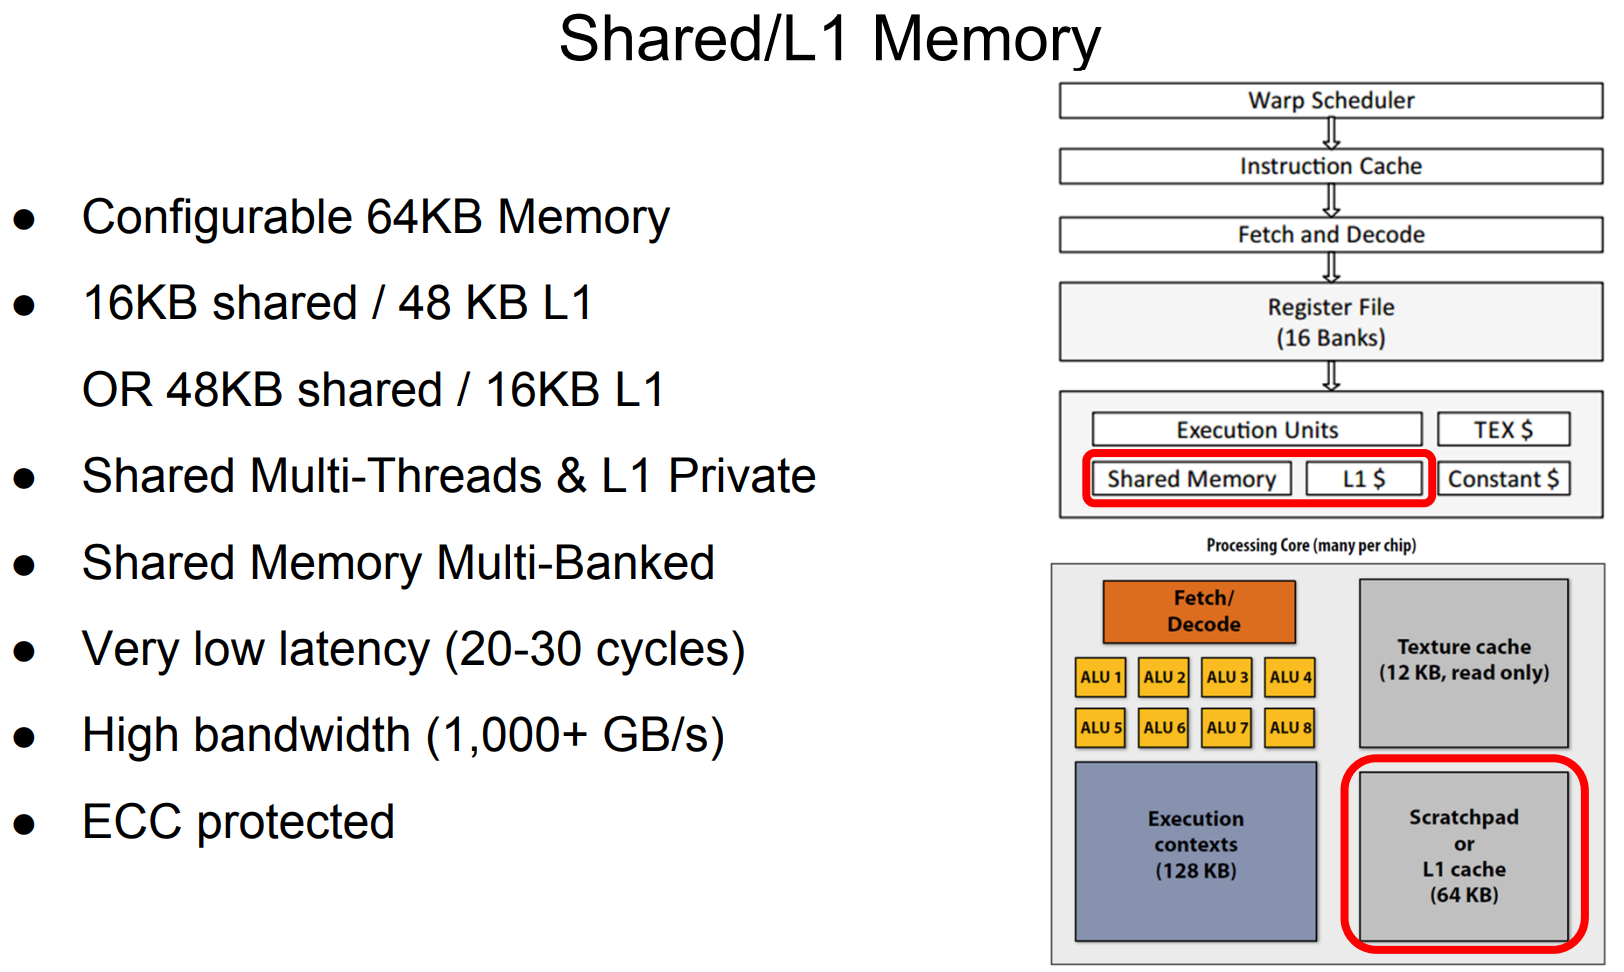 Shared/L1 Memory
● Configurable 64KB Memory
● 16KB shared / 48 KB L1
OR 48KB shared / 16KB L1
● Shared Multi-Threads & L1 Private
● Shared Memory Multi-Banked
● Very low latency (20-30 cycles)
● High bandwidth (1,000+ GB/s)
● ECC protected
Warp Scheduler
Instruction Cache
Fetch and Decode
Register File
(16 Banks)
Execution Units
TEX $
Shared Memory
L1 $
Constant $
Processing Core (many per chip)
Fetch/
Decode
ALU 1
ALU 2
ALU 3
ALU 4
ALU 5
ALU 6
ALU 7
ALU 8
Execution
contexts
(128 KB)
Texture cache
(12 KB, read only)
Scratchpad
or
L1 cache
(64 KB)